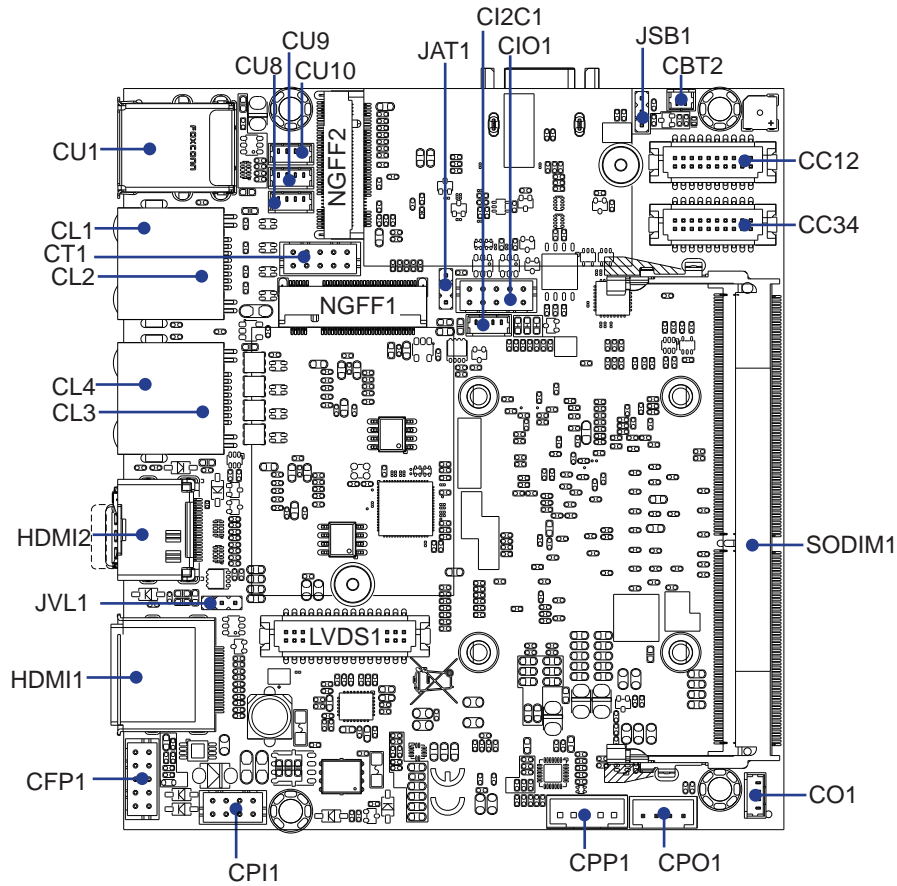 CI2C1
CU9
CIO1
JSB1
CU8
CU10
JAT1
CBT2
CU1
FOXCONN
NGFF2
CC12
CL1
CC34
CT1
CL2
NGFF1
CL4
CL3
HDMI2
SODIM1
JVL1
LVDS1
HDMI1
CFP1
CO1
CPI1
CPP1
CPO1